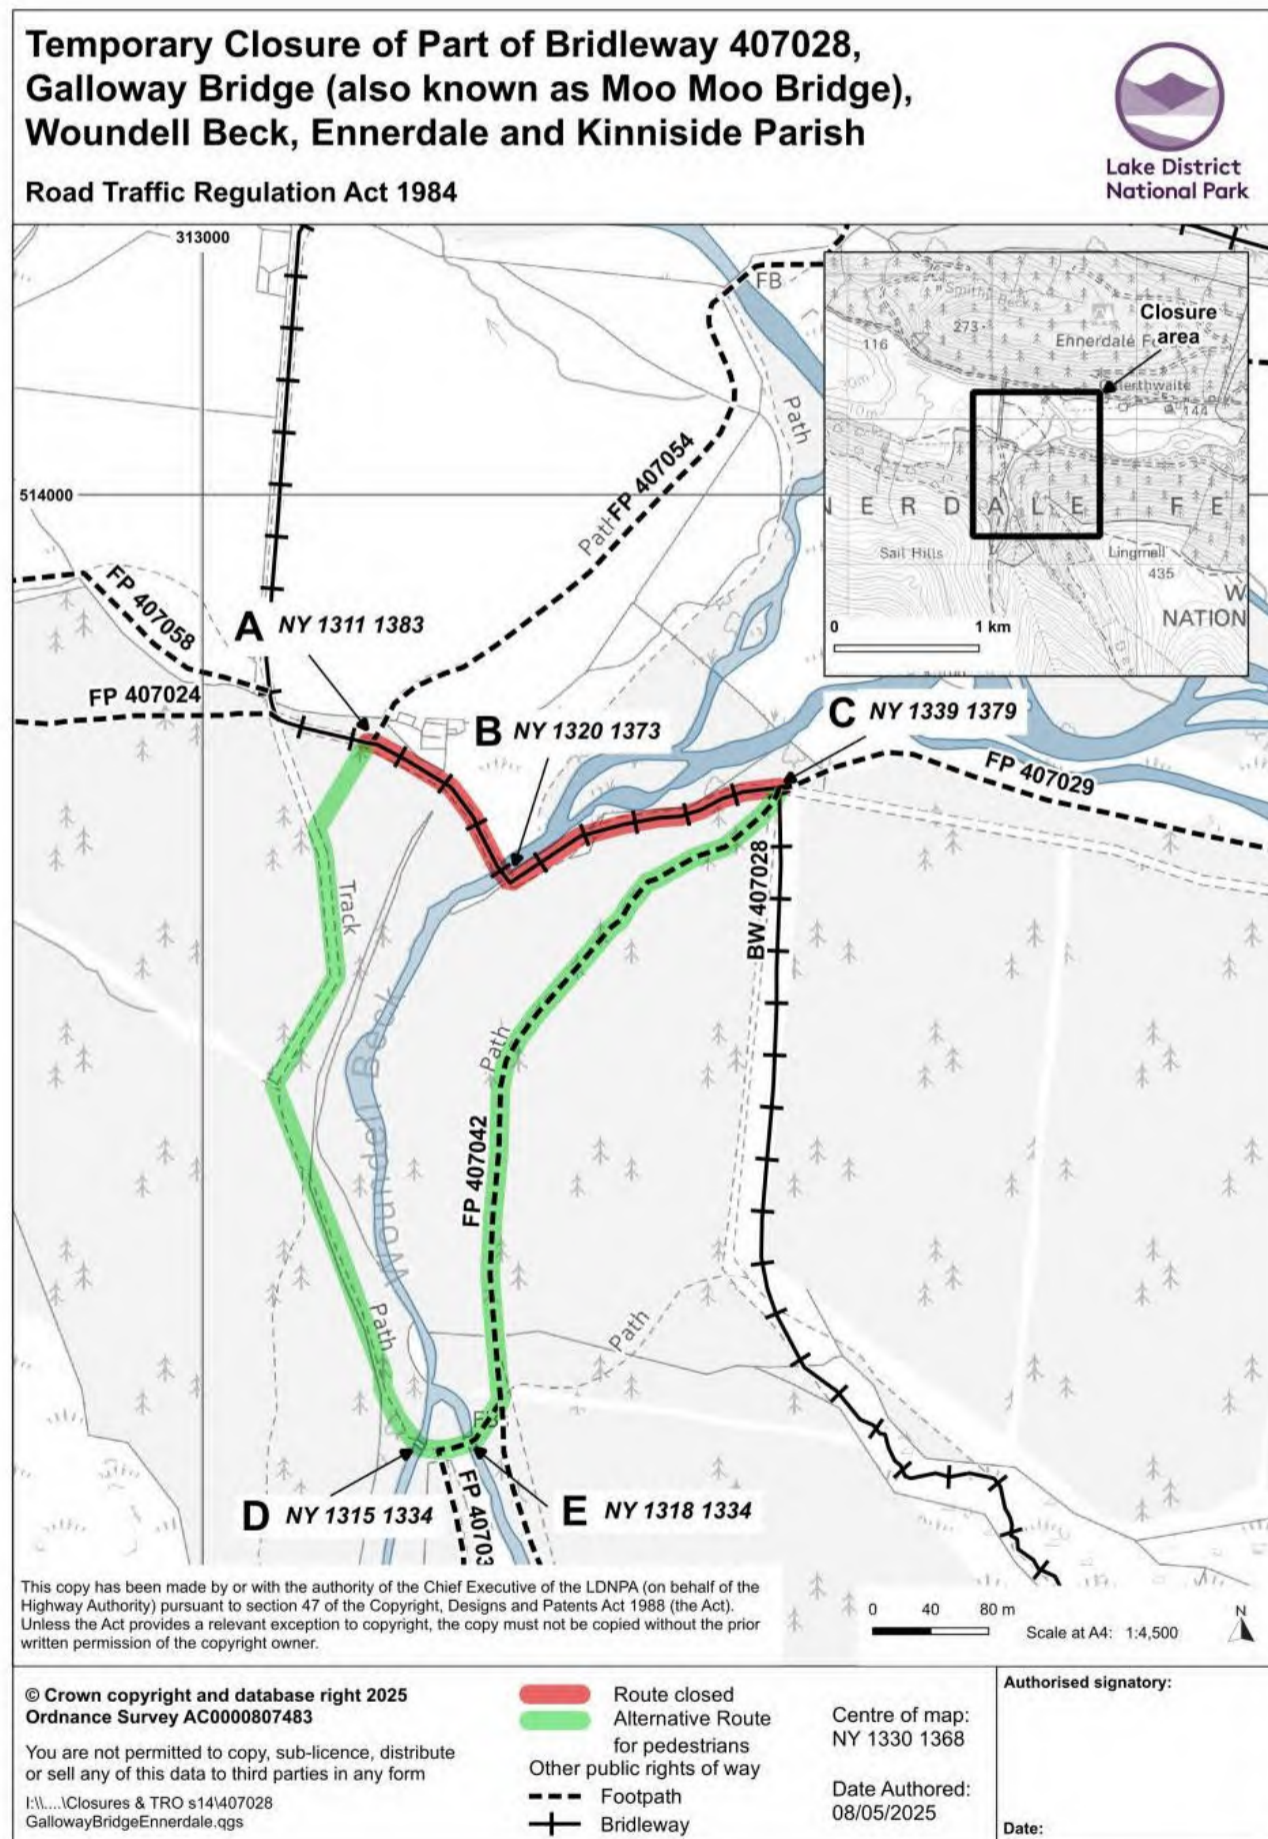 Temporary Closure of Part of Bridleway 407028,
Galloway Bridge (also known as Moo Moo Bridge),
Woundell Beck, Ennerdale and Kinniside Parish
Road Traffic Regulation Act 1984
Lake District
National Park
313000
FB
Smithy Beck
Closure
area
273
116
Ennerdale F
144
Path
FP 407054
Path
514000
N E R D A L E F E
Sail Hills
Lingmell
435
W
NATION
0 1 km
FP 407058
A NY 1311 1383
FP 407024
B NY 1320 1373
C NY 1339 1379
FP 407029
Track
BW 407028
Woundell Beck
Path
FP 407042
Path
Path
FB
D NY 1315 1334
FP 40703
E NY 1318 1334
This copy has been made by or with the authority of the Chief Executive of the LDNPA (on behalf of the
Highway Authority) pursuant to section 47 of the Copyright, Designs and Patents Act 1988 (the Act).
Unless the Act provides a relevant exception to copyright, the copy must not be copied without the prior
written permission of the copyright owner.
0 40 80 m
Scale at A4: 1:4,500
N
© Crown copyright and database right 2025
Ordnance Survey AC0000807483
You are not permitted to copy, sub-licence, distribute
or sell any of this data to third parties in any form
I:\\....\Closures & TRO s14\407028
GallowayBridgeEnnerdale.qgs
Route closed
Alternative Route
for pedestrians
Other public rights of way
Footpath
Bridleway
Centre of map:
NY 1330 1368
Date Authored:
08/05/2025
Authorised signatory:
Date: